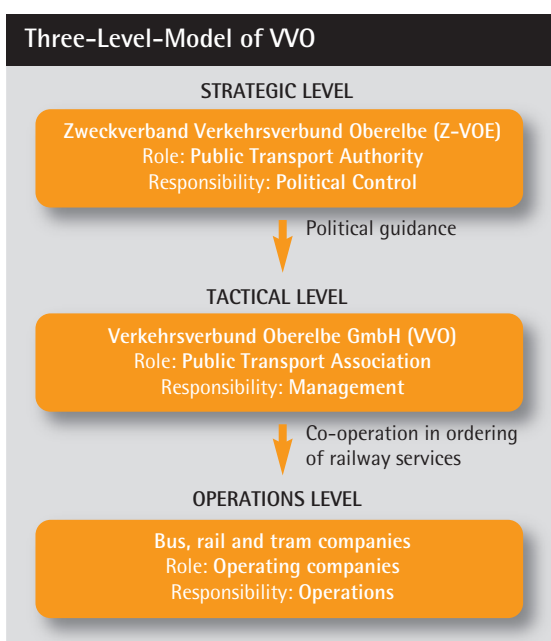 Three-Level-Model of VVO
STRATEGIC LEVEL
Zweckverband Verkehrsverbund Oberelbe (Z-VOE)
Role: Public Transport Authority
Responsibility: Political Control
Political guidance
TACTICAL LEVEL
Verkehrsverbund Oberelbe GmbH (VVO)
Role: Public Transport Association
Responsibility: Management
Co-operation in ordering
of railway services
OPERATIONS LEVEL
Bus, rail and tram companies
Role: Operating companies
Responsibility: Operations